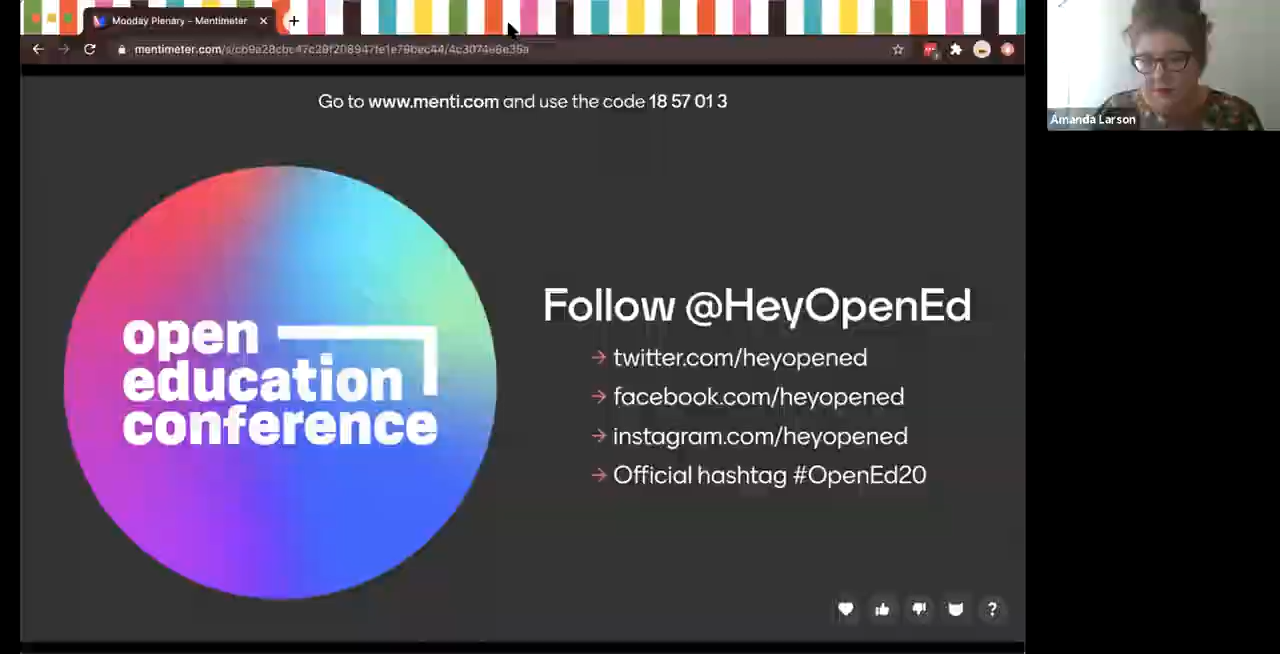 Monday Plenary - Mentimeter
Go to www.menti.com and use the code 18 57 01 3
open
education
conference
Follow @HeyOpenEd
→ twitter.com/heyopened
→ facebook.com/heyopened
→ instagram.com/heyopened
→ Official hashtag #OpenEd20
?
Amanda Larson